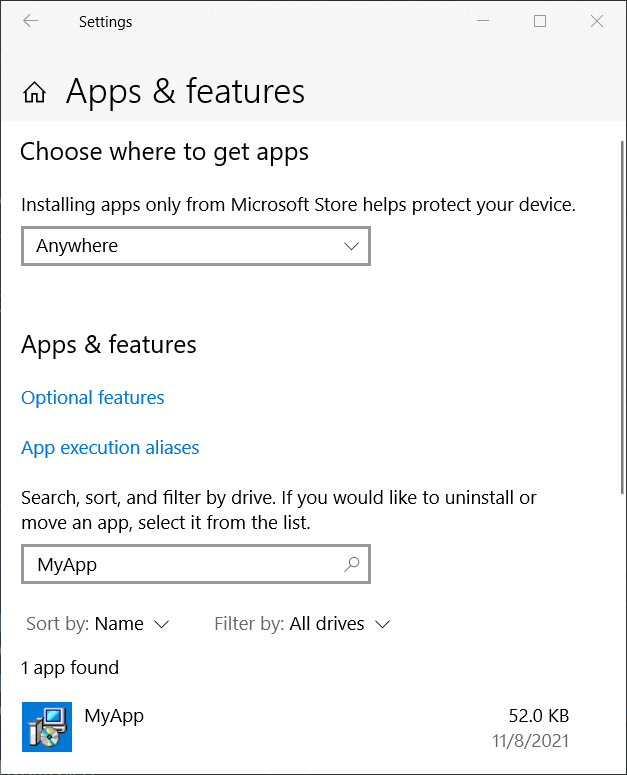 Settings
Apps & features
Choose where to get apps
Installing apps only from Microsoft Store helps protect your device.
Anywhere
Apps & features
Optional features
App execution aliases
Search, sort, and filter by drive. If you would like to uninstall or
move an app, select it from the list.
MyApp
Sort by: Name Filter by: All drives
1 app found
MyApp 52.0 KB
11/8/2021